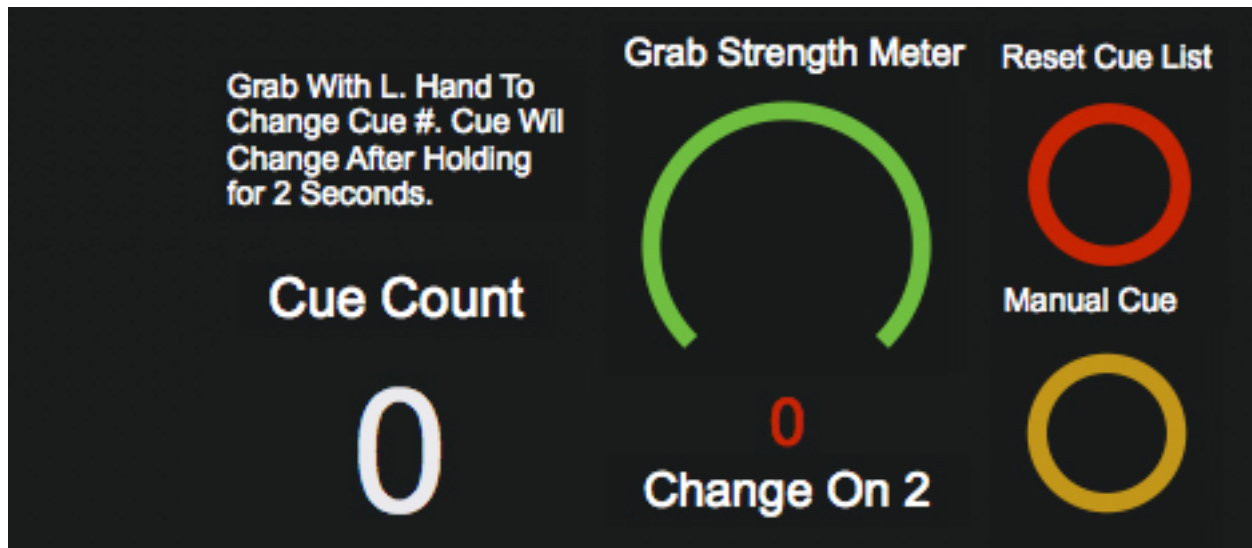 Grab With L. Hand To
Change Cue #. Cue Wil
Change After Holding
for 2 Seconds.
Cue Count
0
Grab Strength Meter
0
Change On 2
Reset Cue List
Manual Cue